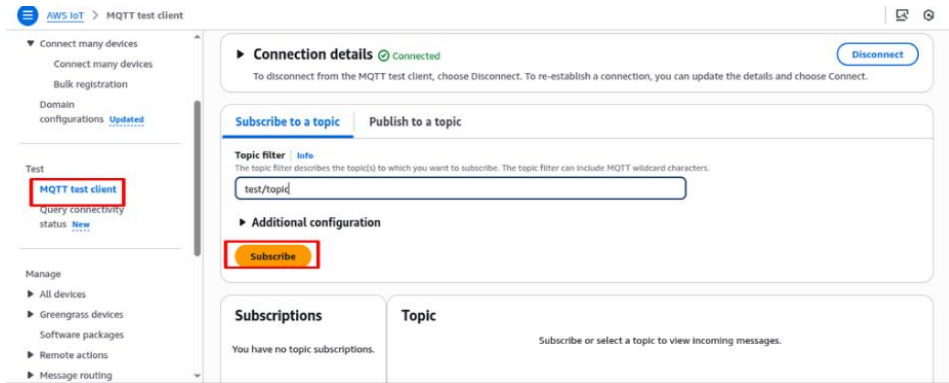 AWS IoT > MQTT test client
Connect many devices
Connect many devices
Bulk registration
Domain
configurations Updated
Test
MQTT test client
Query connectivity
status New
Manage
All devices
Greengrass devices
Software packages
Remote actions
Message routing
Connection details Connected
Disconnect
To disconnect from the MQTT test client, choose Disconnect. To re-establish a connection, you can update the details and choose Connect.
Subscribe to a topic Publish to a topic
Topic filter Info
The topic filter describes the topic(s) to which you want to subscribe. The topic filter can include MQTT wildcard characters.
test/topic
Additional configuration
Subscribe
Subscriptions
You have no topic subscriptions.
Topic
Subscribe or select a topic to view incoming messages.